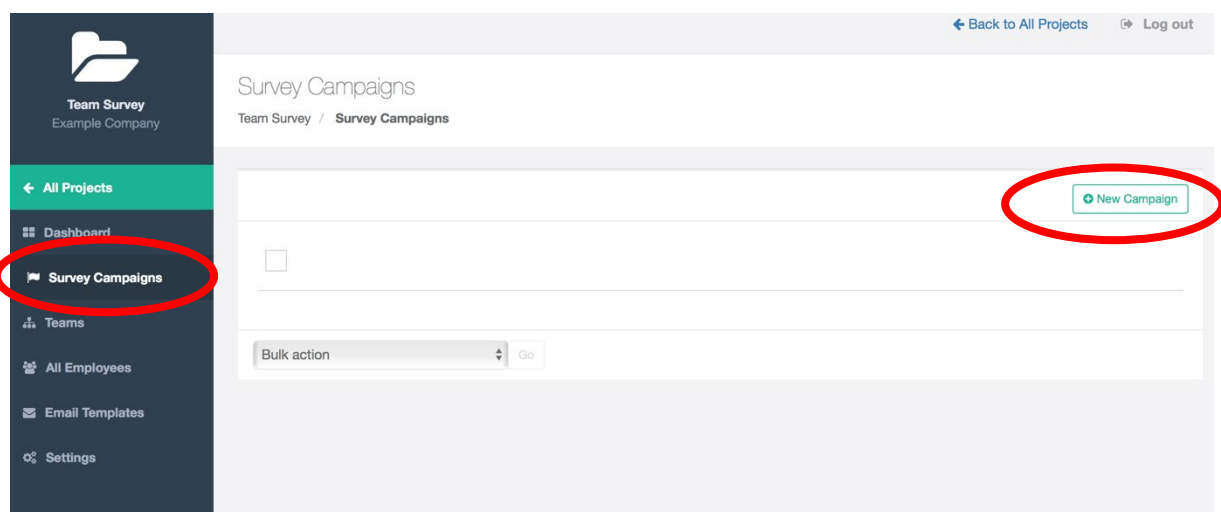 Back to All Projects
Log out
Team Survey
Example Company
Survey Campaigns
Team Survey / Survey Campaigns
All Projects
New Campaign
Dashboard
Survey Campaigns
Teams
All Employees
Email Templates
Settings
Bulk action
Go